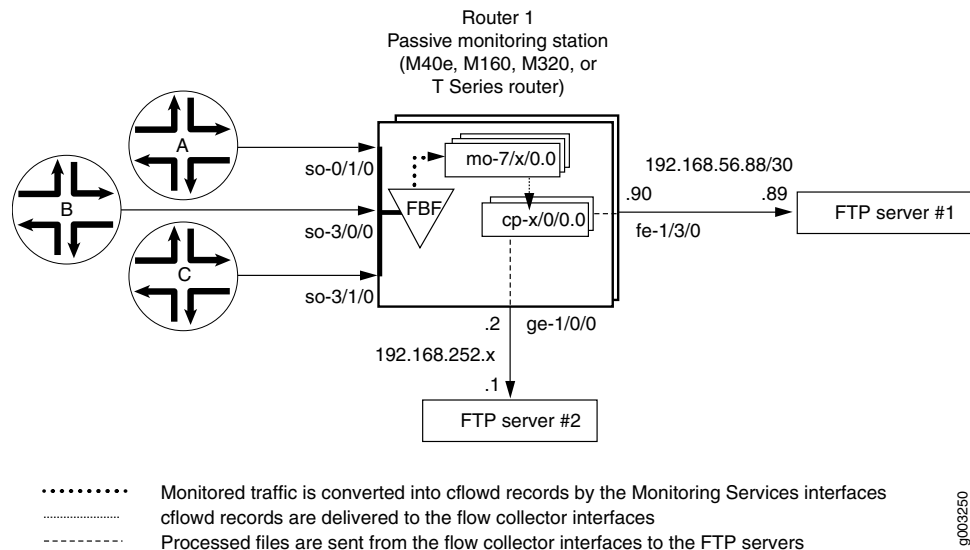 Router 1
Passive monitoring station
(M40e, M160, M320, or
T Series router)
A
B
C
so-0/1/0
so-3/0/0
so-3/1/0
FBF
mo-7/x/0.0
cp-x/0/0.0
192.168.56.88/30
.90
.89
fe-1/3/0
FTP server #1
.2
ge-1/0/0
192.168.252.x
.1
FTP server #2
Monitored traffic is converted into cflowd records by the Monitoring Services interfaces
cflowd records are delivered to the flow collector interfaces
Processed files are sent from the flow collector interfaces to the FTP servers
g003250